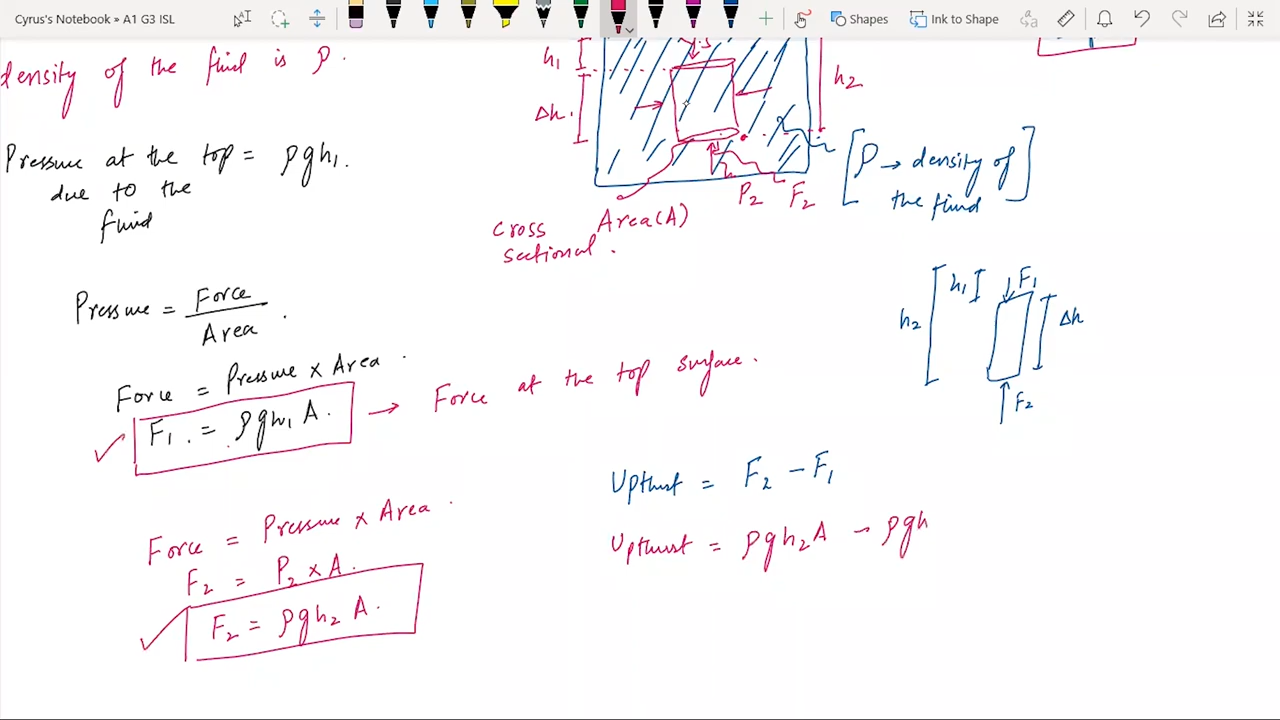 Cyrus's Notebook » A1 G3 ISL
Shapes
Ink to Shape
density of the fluid is ρ.
h₁
Δh.
h₂
P₂ F₂
cross sectional Area(A).
[ρ → density of
the fluid]
Pressure at the top = ρgh₁.
due to the
fluid
h₂ h₁ F₁
Δh
F₂
Pressure = Force / Area.
Force = Pressure × Area.
F₁ = ρgh₁ A. → Force at the top surface.
Force = Pressure × Area.
F₂ = P₂ × A.
F₂ = ρgh₂ A.
Upthrust = F₂ – F₁
Upthrust = ρgh₂A – ρgh